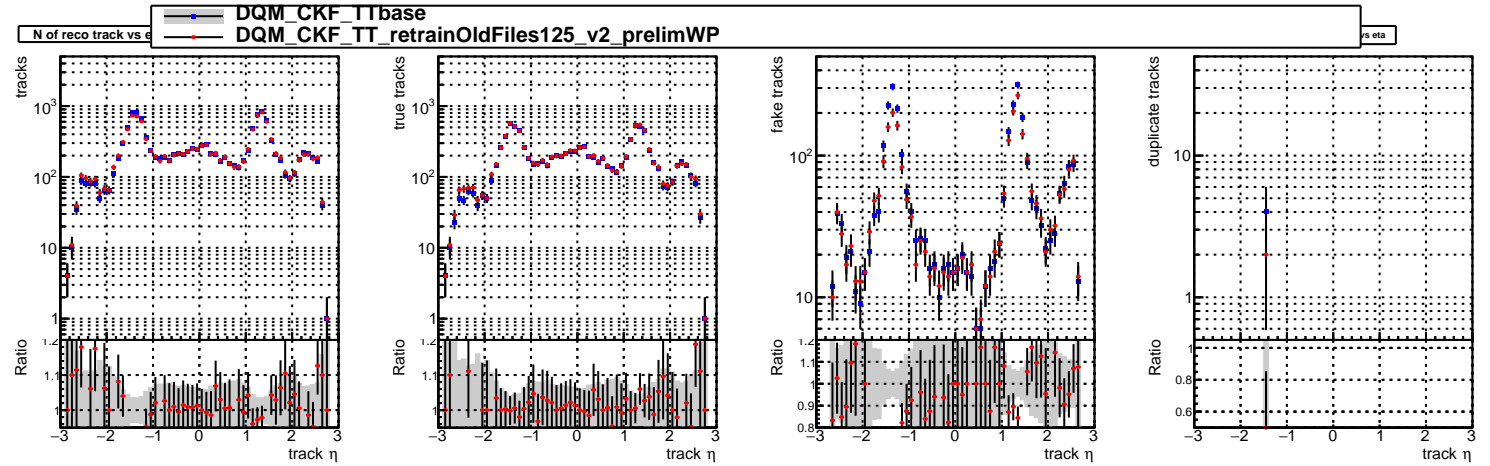 DQM_CKF_TTbase
DQM_CKF_TT_retrainOldFiles125_v2_prelimWP
N of reco track vs e
vs eta
tracks
10³
10²
10
1
Ratio
1.2
1.1
1
−3 −2 −1 0 1 2 3
track η
true tracks
10³
10²
10
1
Ratio
1.2
1.1
1
−3 −2 −1 0 1 2 3
track η
fake tracks
10²
10
Ratio
1.2
1.1
1
0.9
0.8
−3 −2 −1 0 1 2 3
track η
duplicate tracks
10
1
Ratio
1
0.8
0.6
−3 −2 −1 0 1 2 3
track η